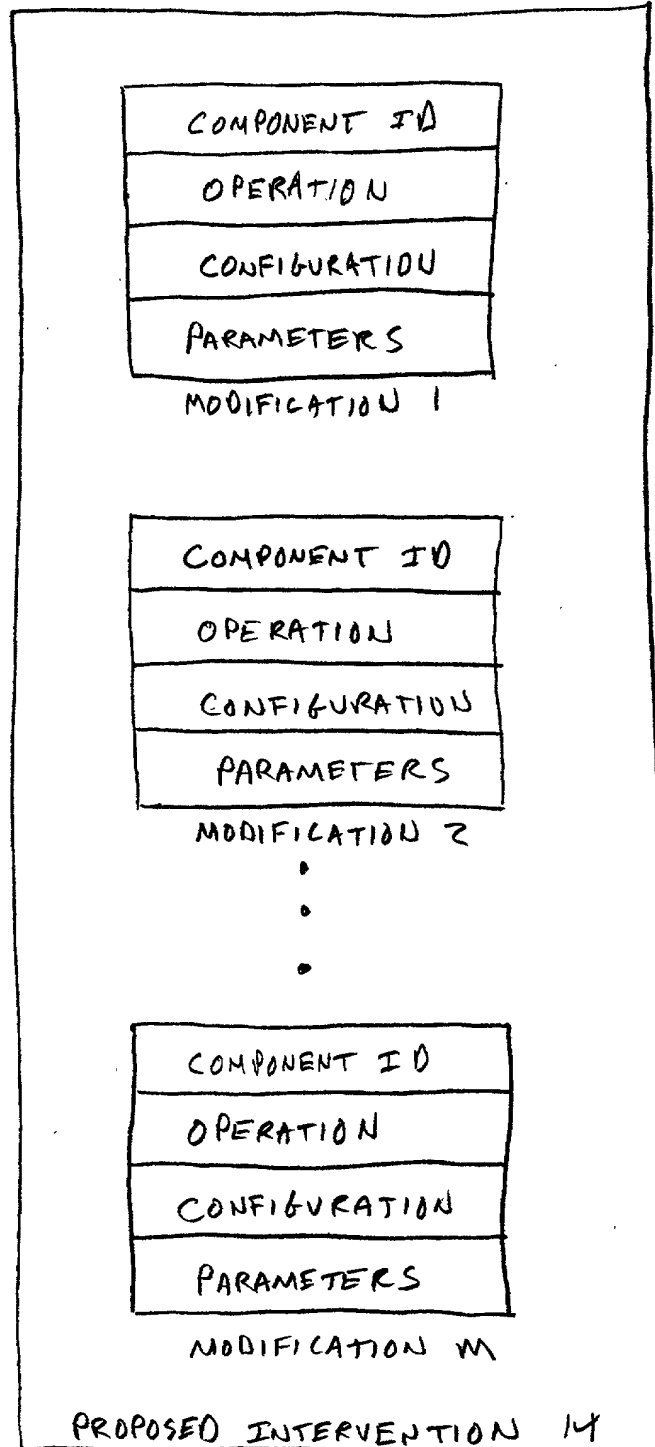 COMPONENT ID
OPERATION
CONFIGURATION
PARAMETERS
MODIFICATION 1
COMPONENT ID
OPERATION
CONFIGURATION
PARAMETERS
MODIFICATION 2
COMPONENT ID
OPERATION
CONFIGURATION
PARAMETERS
MODIFICATION M
PROPOSED INTERVENTION 14